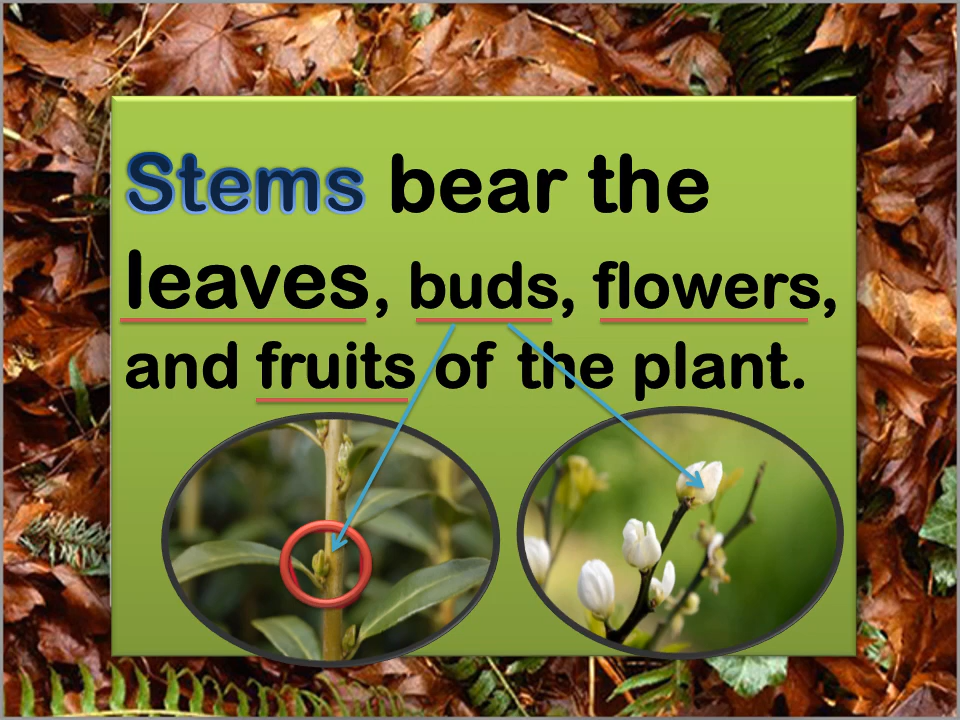 Stems bear the
leaves, buds, flowers,
and fruits of the plant.